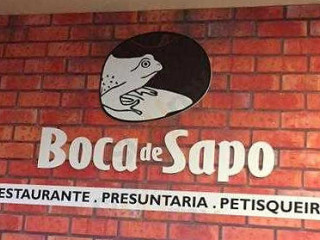 Boca de Sapo
ESTAURANTE . PRESUNTARIA . PETISQUEIR